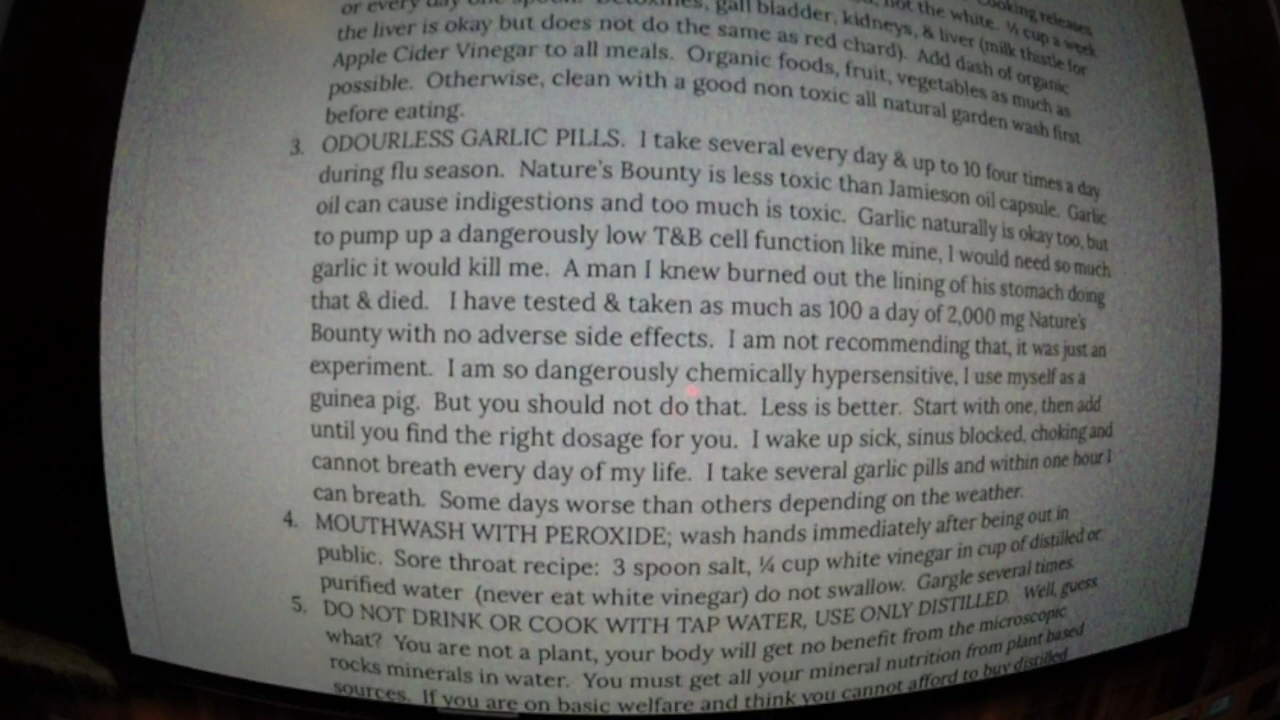 or every day one spoon. Detoxifies, gall bladder, kidneys, & liver (milk thistle for
not the white. ½ cup a week
Cooking releases
the liver is okay but does not do the same as red chard). Add dash of organic
Apple Cider Vinegar to all meals. Organic foods, fruit, vegetables as much as
possible. Otherwise, clean with a good non toxic all natural garden wash first
before eating.
3. ODOURLESS GARLIC PILLS. I take several every day & up to 10 four times a day
during flu season. Nature's Bounty is less toxic than Jamieson oil capsule. Garlic
oil can cause indigestions and too much is toxic. Garlic naturally is okay too, but
to pump up a dangerously low T&B cell function like mine, I would need so much
garlic it would kill me. A man I knew burned out the lining of his stomach doing
that & died. I have tested & taken as much as 100 a day of 2,000 mg Nature's
Bounty with no adverse side effects. I am not recommending that, it was just an
experiment. I am so dangerously chemically hypersensitive, I use myself as a
guinea pig. But you should not do that. Less is better. Start with one, then add
until you find the right dosage for you. I wake up sick, sinus blocked, choking and
cannot breath every day of my life. I take several garlic pills and within one hour I
can breath. Some days worse than others depending on the weather.
4. MOUTHWASH WITH PEROXIDE; wash hands immediately after being out in
public. Sore throat recipe: 3 spoon salt, ¼ cup white vinegar in cup of distilled or
purified water (never eat white vinegar) do not swallow. Gargle several times.
5. DO NOT DRINK OR COOK WITH TAP WATER, USE ONLY DISTILLED. Well, guess
what? You are not a plant, your body will get no benefit from the microscopic
rocks minerals in water. You must get all your mineral nutrition from plant based
sources. If you are on basic welfare and think you cannot afford to buy distilled